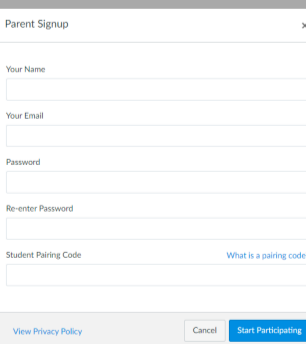 Parent Signup ×
Your Name
Your Email
Password
Re-enter Password
Student Pairing Code What is a pairing code
View Privacy Policy Cancel Start Participating